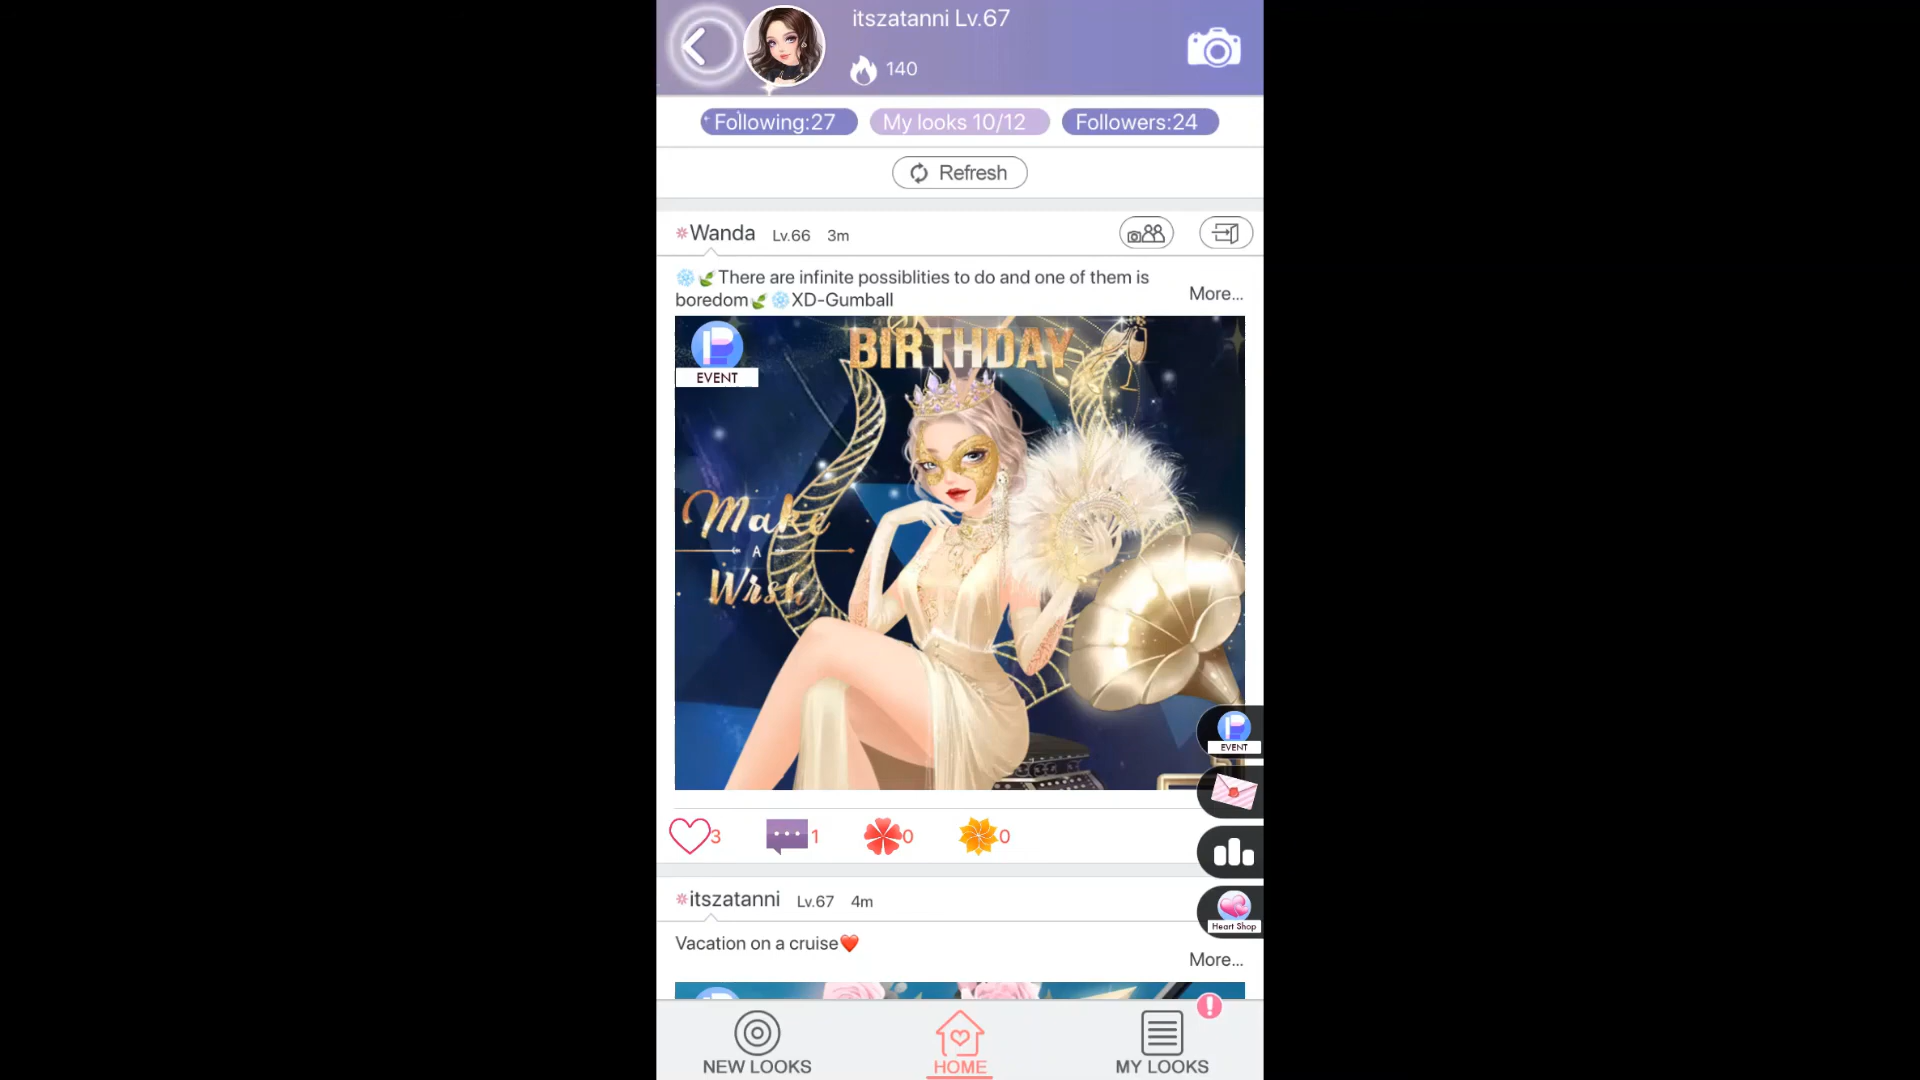 itszatanni Lv.67
140
Following:27
My looks 10/12
Followers:24
Refresh
Wanda Lv.66 3m
❄️🍃There are infinite possiblities to do and one of them is
boredom🍃❄️XD-Gumball
More...
EVENT
BIRTHDAY
Make
A
Wish
EVENT
3
1
0
0
itszatanni Lv.67 4m
Heart Shop
Vacation on a cruise❤️
More...
NEW LOOKS
HOME
MY LOOKS